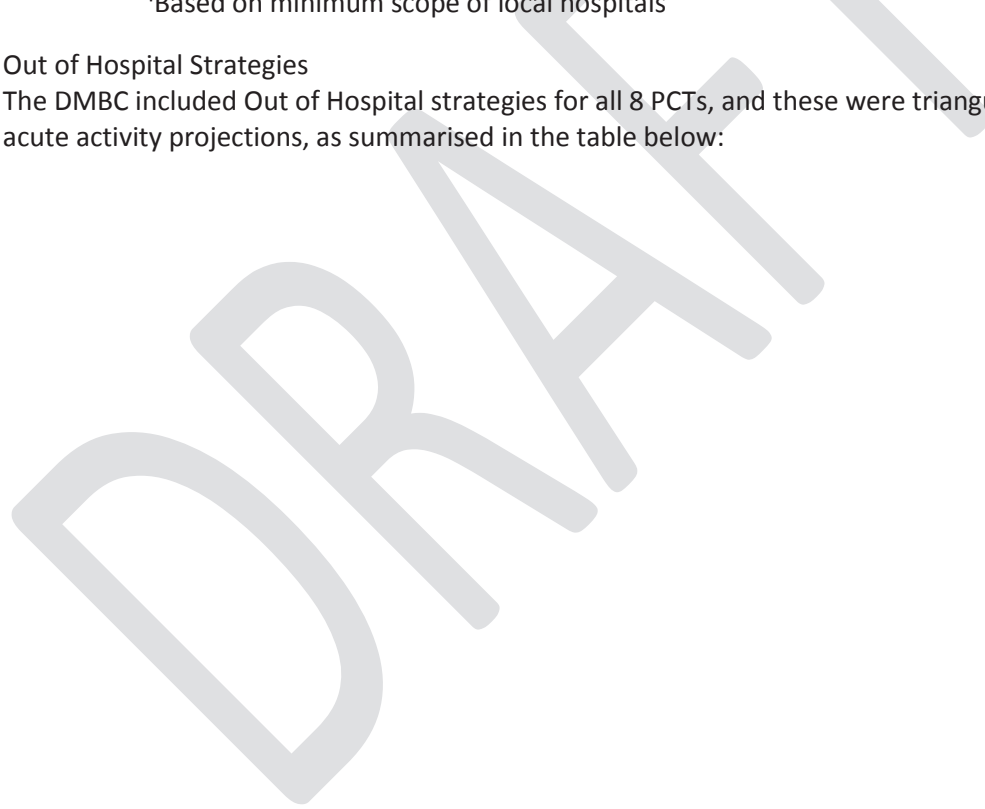 Based on minimum scope of local hospitals
Out of Hospital Strategies
The DMBC included Out of Hospital strategies for all 8 PCTs, and these were
acute activity projections, as summarised in the table below:
DRAFT